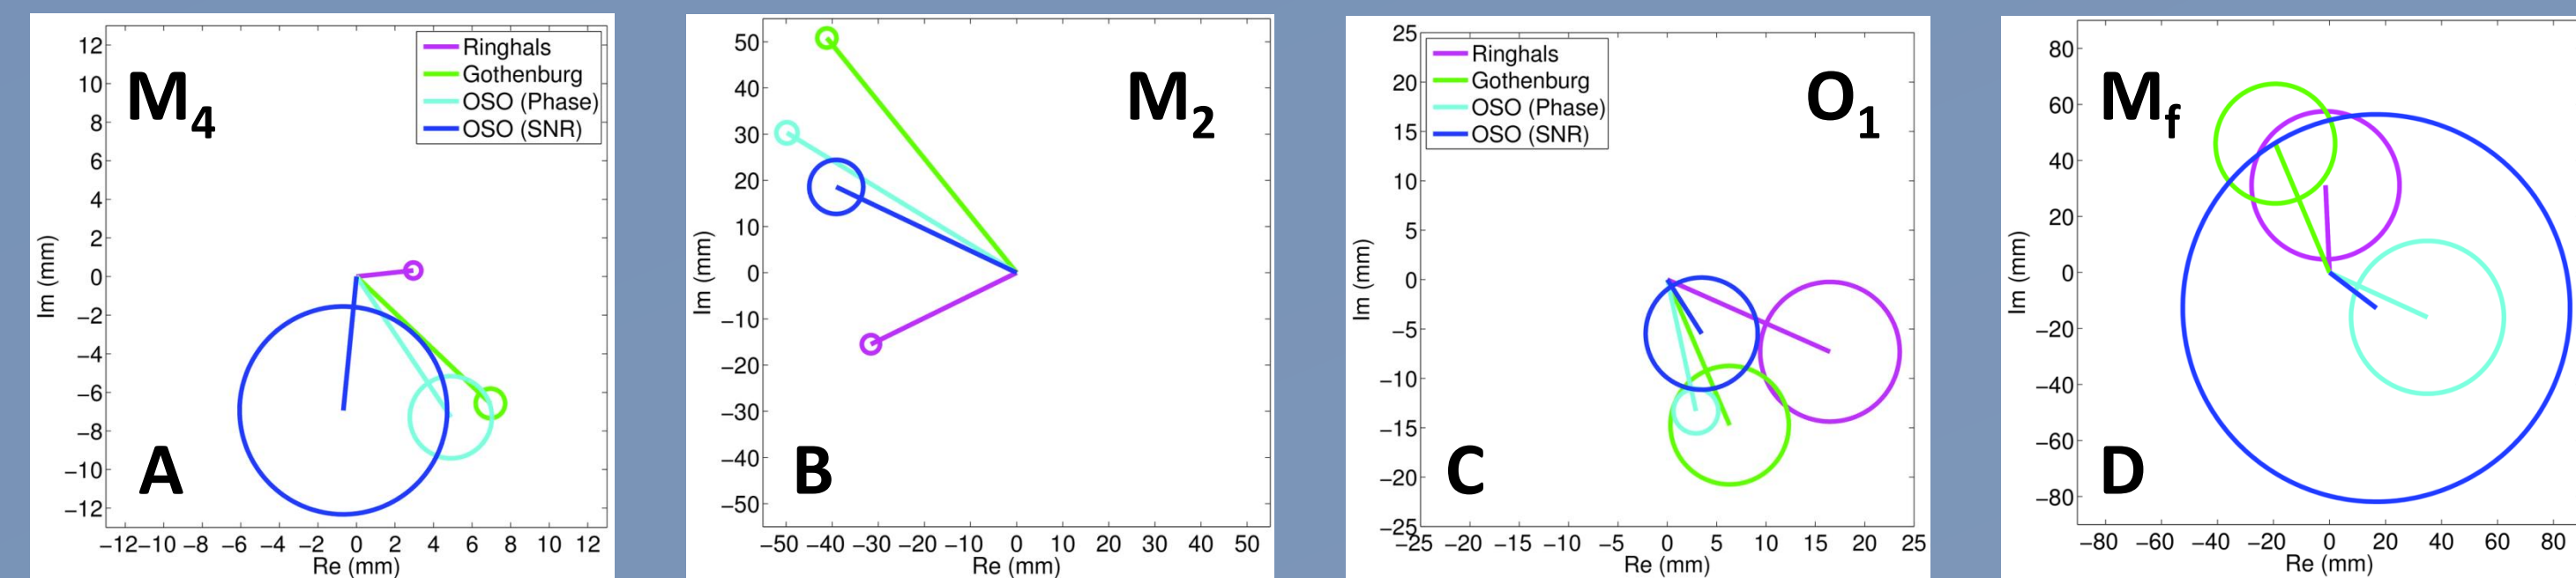 M4
Ringhals
Gothenburg
OSO (Phase)
OSO (SNR)
12
10
8
6
4
2
0
−2
−4
−6
−8
−10
−12
Im (mm)
A
−12 −10 −8 −6 −4 −2 0 2 4 6 8 10 12
Re (mm)
M2
50
40
30
20
10
0
−10
−20
−30
−40
−50
Im (mm)
B
−50 −40 −30 −20 −10 0 10 20 30 40 50
Re (mm)
Ringhals
Gothenburg
OSO (Phase)
OSO (SNR)
O1
25
20
15
10
5
0
−5
−10
−15
−20
−25
Im (mm)
C
−25 −20 −15 −10 −5 0 5 10 15 20 25
Re (mm)
Mf
80
60
40
20
0
−20
−40
−60
−80
Im (mm)
D
−80 −60 −40 −20 0 20 40 60 80
Re (mm)